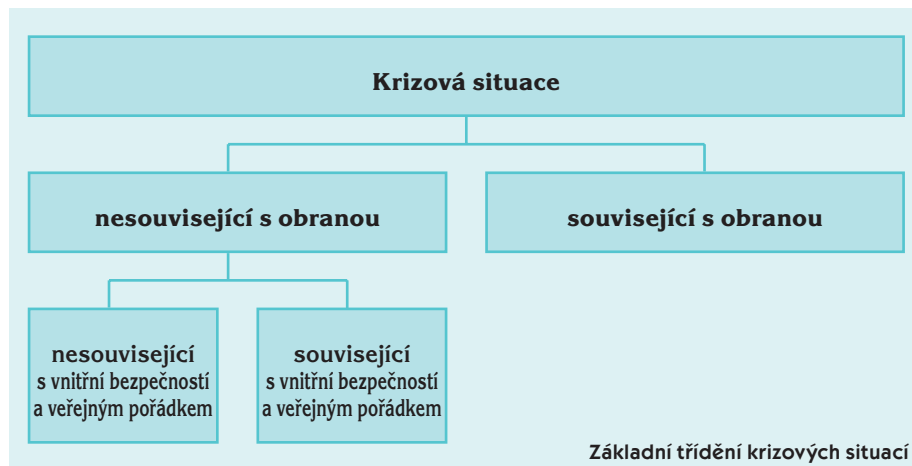 Krizová situace
nesouvisející s obranou
související s obranou
nesouvisející
s vnitřní bezpečností
a veřejným pořádkem
související
s vnitřní bezpečností
a veřejným pořádkem
Základní třídění krizových situací